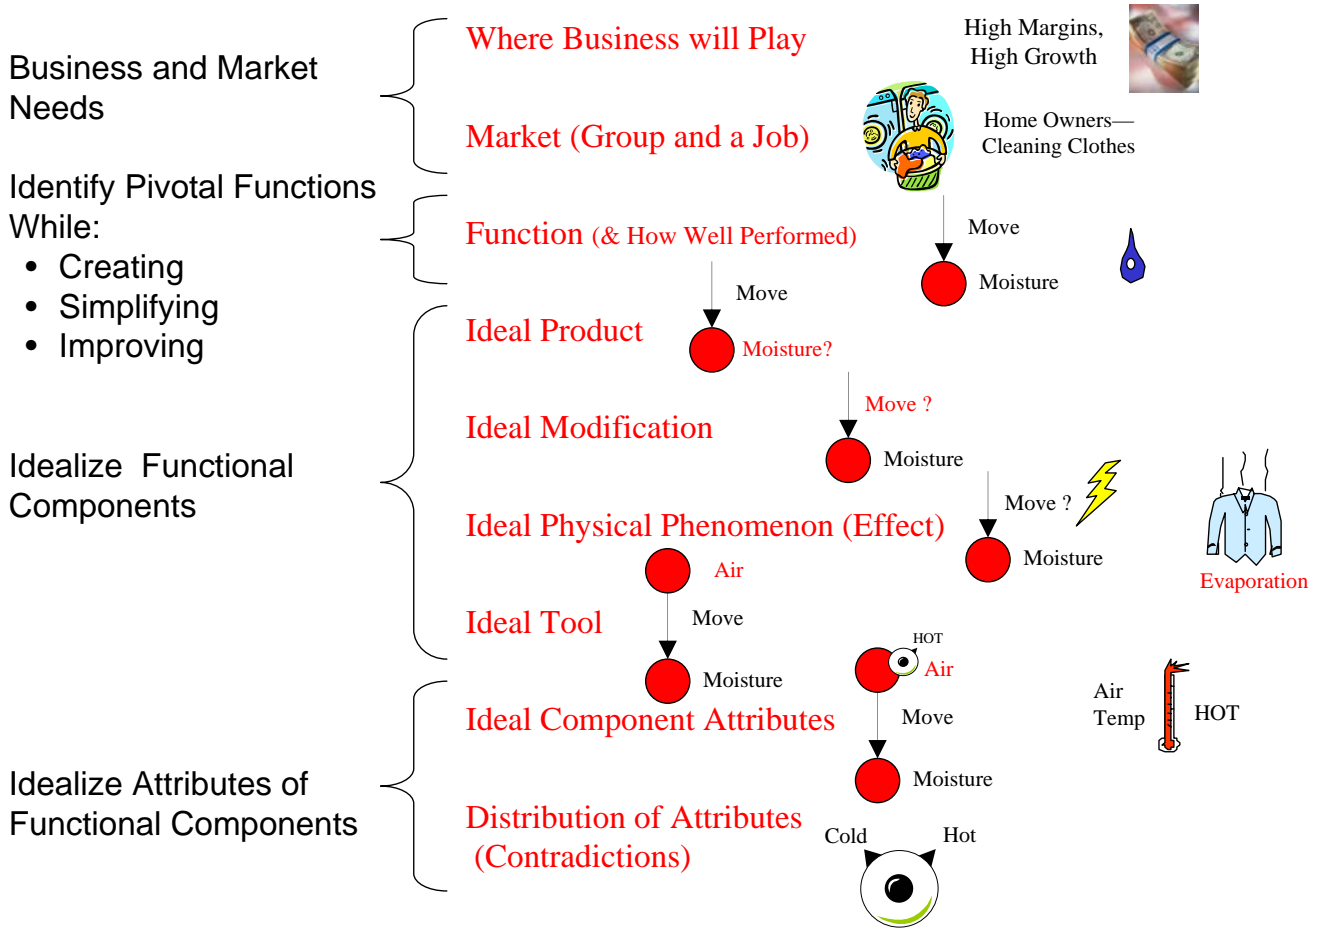 Business and Market
Needs
Identify Pivotal Functions
While:
• Creating
• Simplifying
• Improving
Idealize Functional
Components
Idealize Attributes of
Functional Components
Where Business will Play
High Margins,
High Growth
Market (Group and a Job)
Home Owners—
Cleaning Clothes
Function (& How Well Performed)
Move
Moisture
Move
Ideal Product
Moisture?
Move ?
Ideal Modification
Moisture
Move ?
Ideal Physical Phenomenon (Effect)
Moisture
Evaporation
Air
Ideal Tool
Move
Moisture
HOT
Air
Ideal Component Attributes
Move
Moisture
Air
Temp
HOT
Distribution of Attributes
(Contradictions)
Cold
Hot